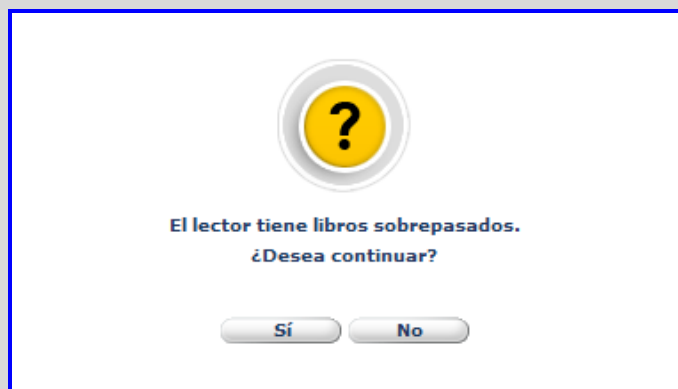 ?
El lector tiene libros sobrepasados.
¿Desea continuar?
Sí No